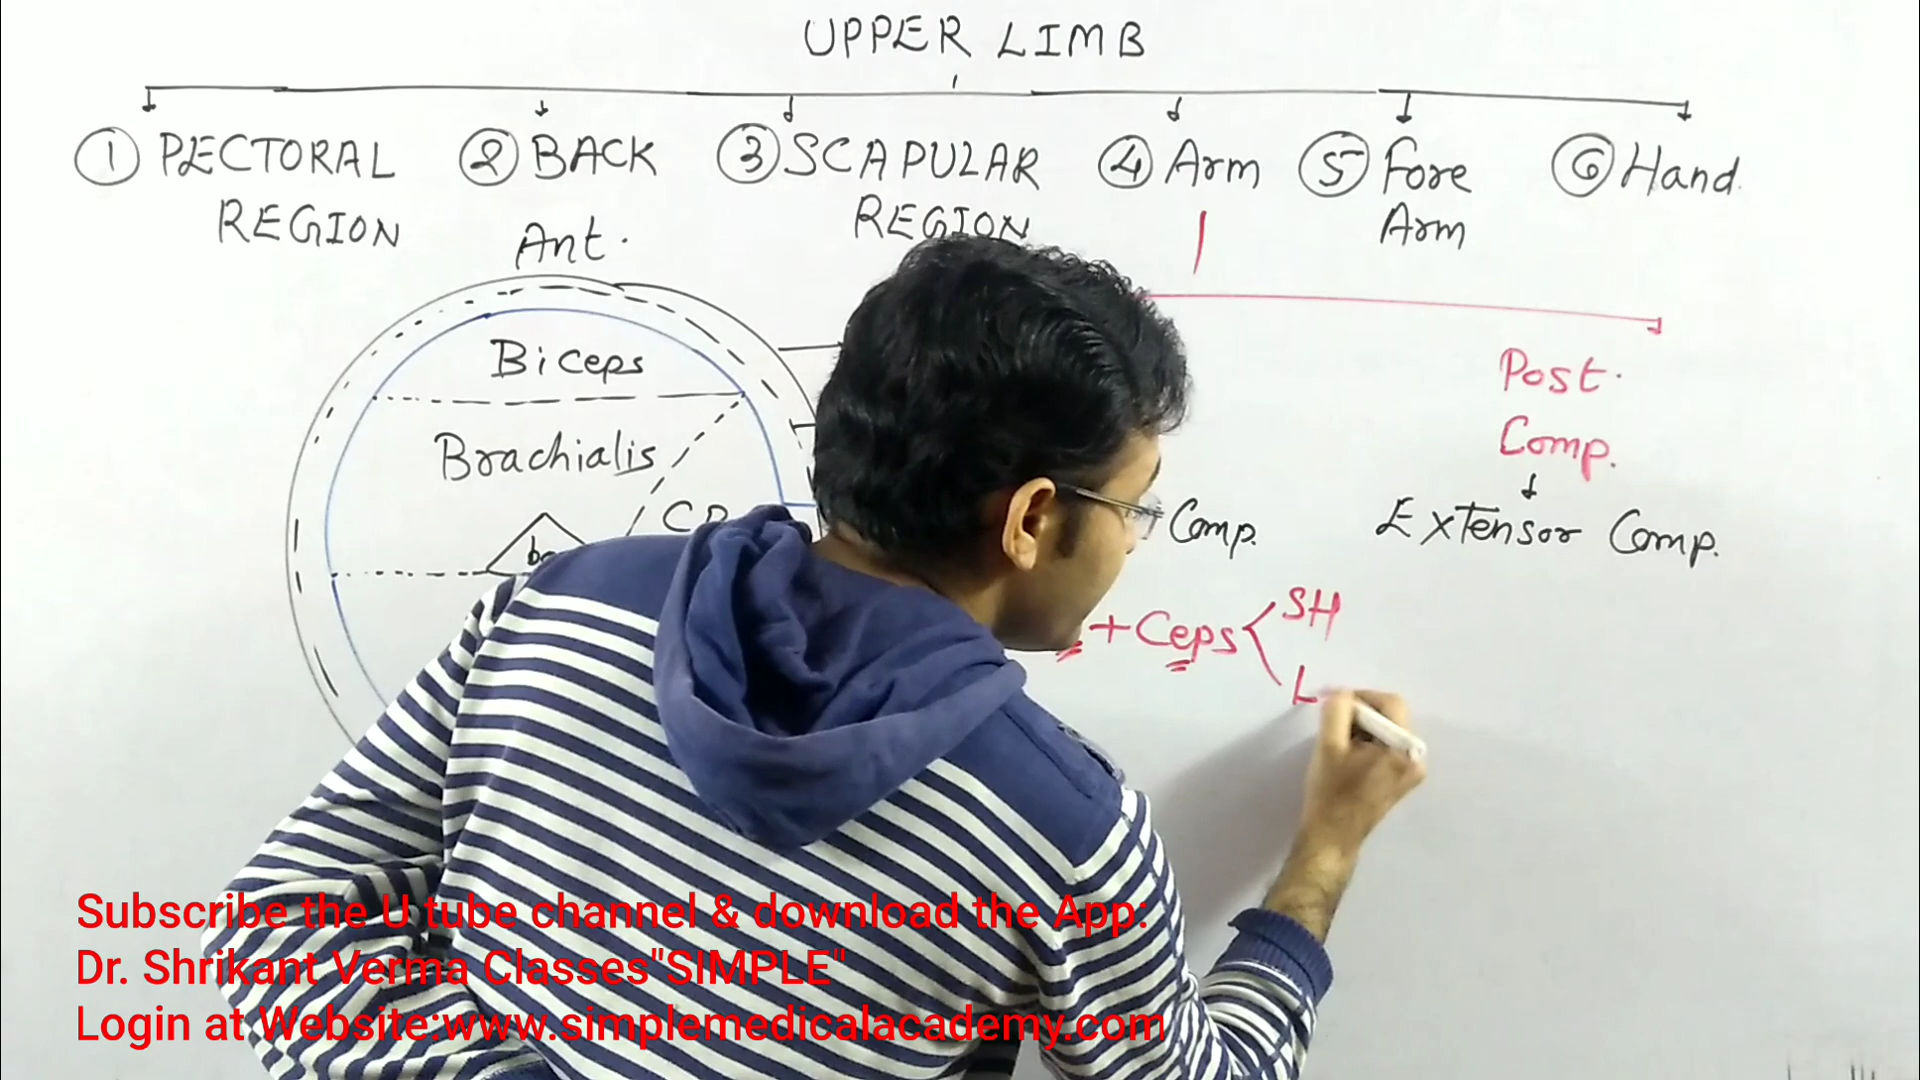 UPPER LIMB
1 PECTORAL REGION
2 BACK
3 SCAPULAR REGION
4 Arm
5 Fore Arm
6 Hand
Ant.
Biceps
Brachialis
Post.
Comp.
Comp.
Extensor Comp.
+ Ceps
SH
L
Subscribe the U tube channel & download the App:
Dr. Shrikant Verma Classes"SIMPLE"
Login at Website:www.simplemedicalacademy.com